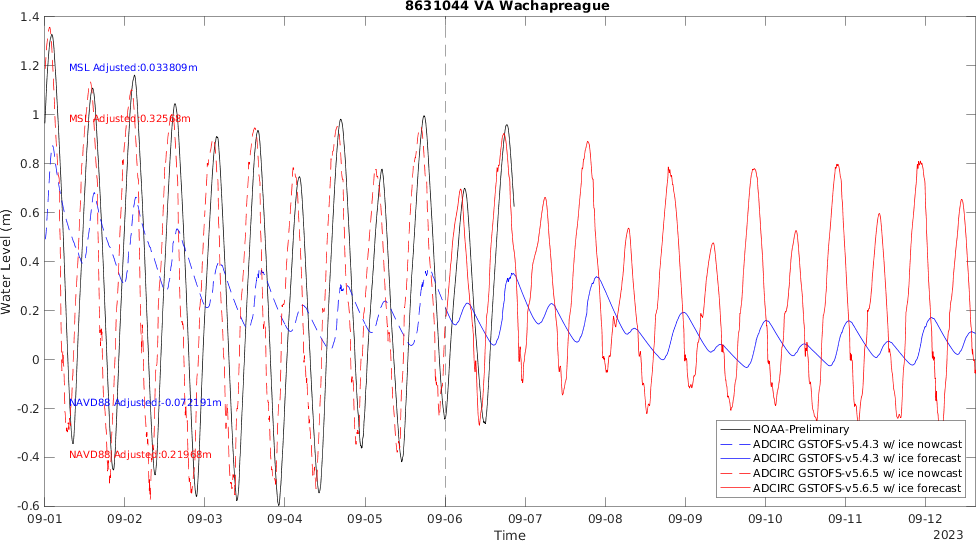 8631044 VA Wachapreague
1.4
1.2
1
0.8
0.6
0.4
0.2
0
-0.2
-0.4
-0.6
Water Level (m)
MSL Adjusted:0.033809m
MSL Adjusted:0.32568m
NAVD88 Adjusted:-0.072191m
NAVD88 Adjusted:0.21968m
NOAA-Preliminary
ADCIRC GSTOFS-v5.4.3 w/ ice nowcast
ADCIRC GSTOFS-v5.4.3 w/ ice forecast
ADCIRC GSTOFS-v5.6.5 w/ ice nowcast
ADCIRC GSTOFS-v5.6.5 w/ ice forecast
09-01 09-02 09-03 09-04 09-05 09-06 09-07 09-08 09-09 09-10 09-11 09-12
Time
2023